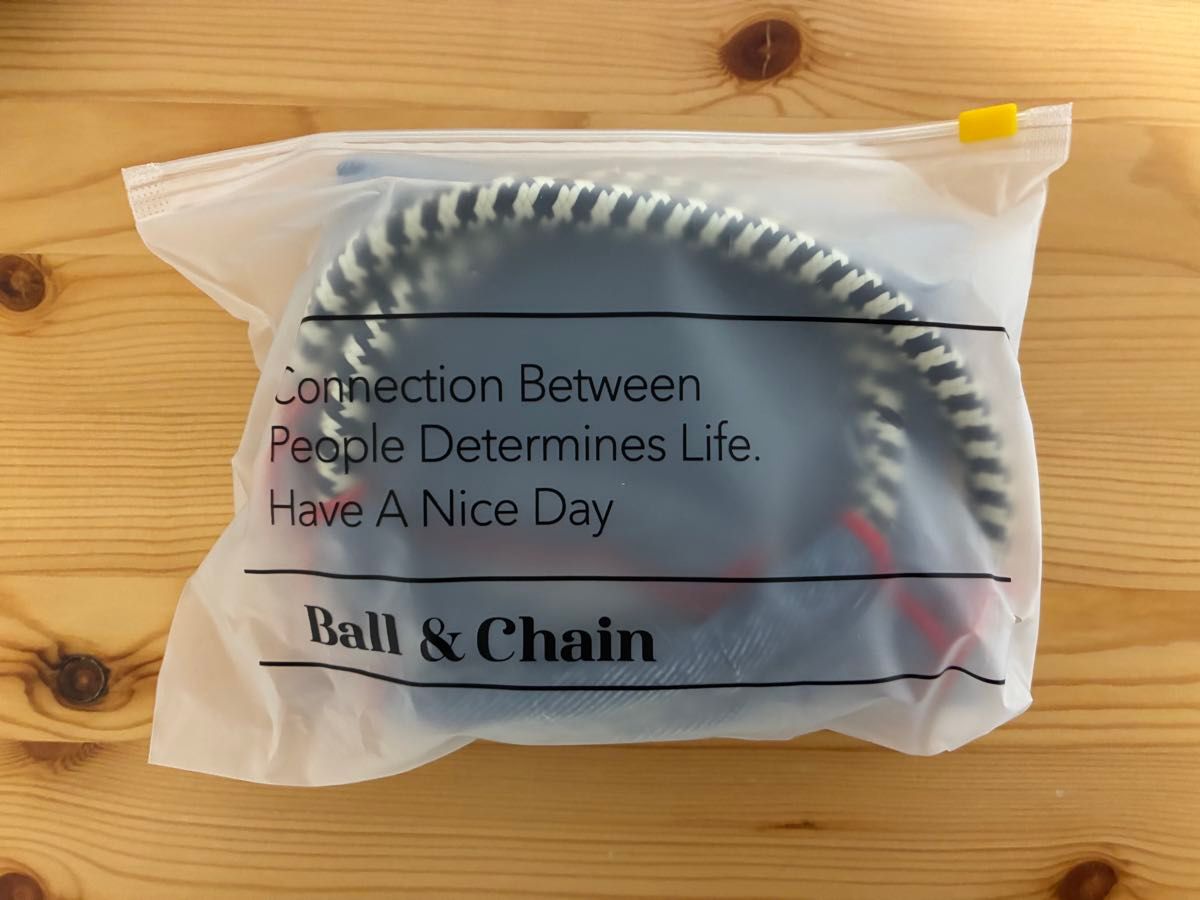 Connection Between
People Determines Life.
Have A Nice Day
Ball & Chain